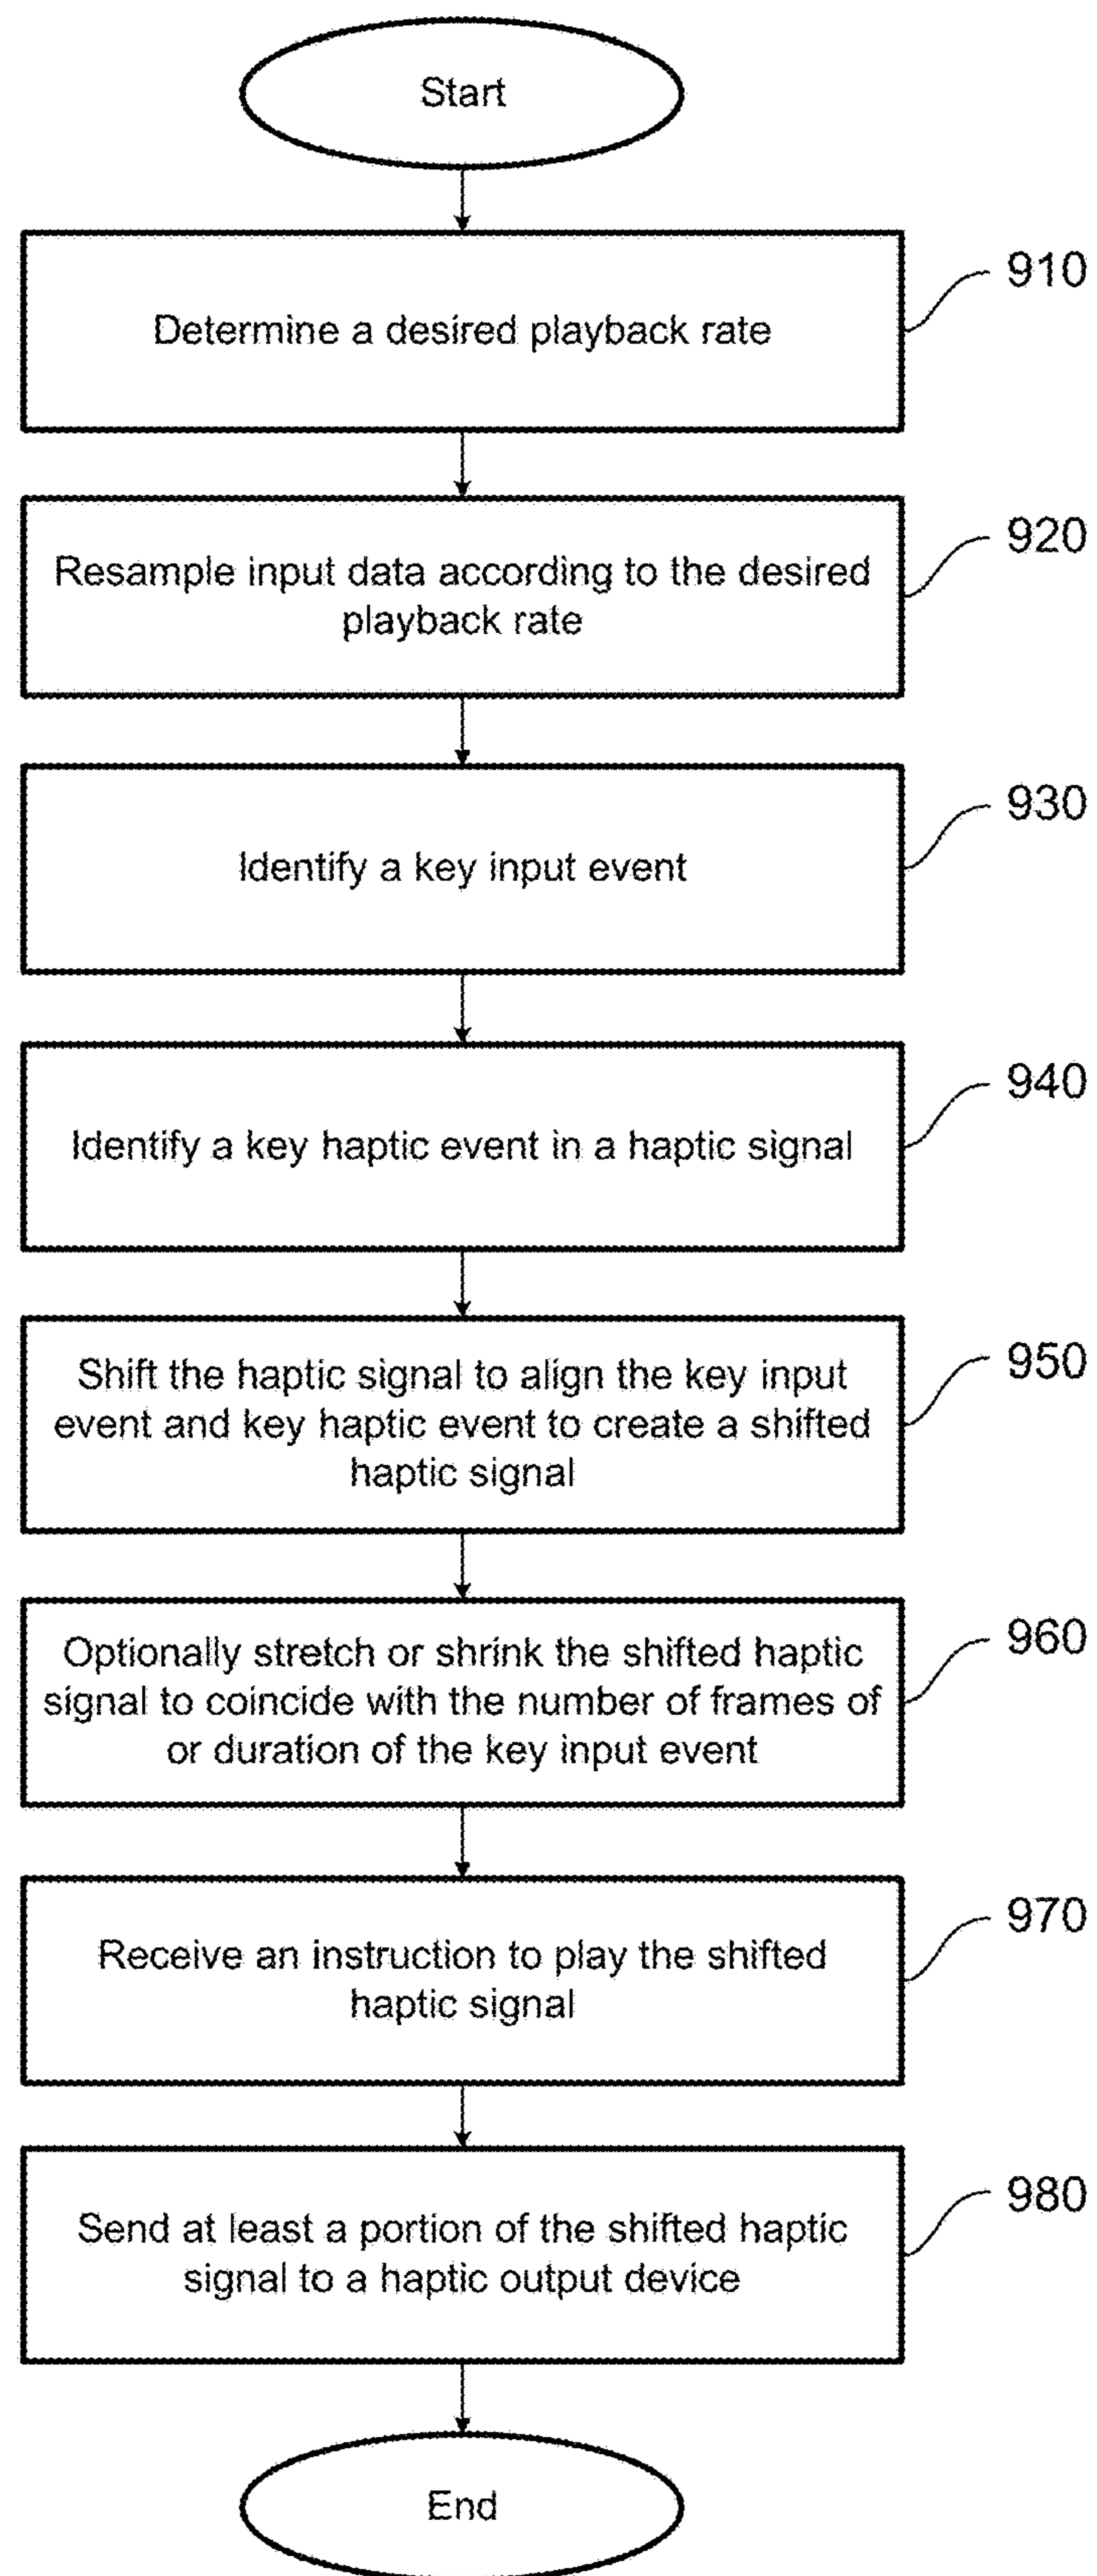 Start
910
Determine a desired playback rate
920
Resample input data according to the desired
playback rate
930
Identify a key input event
940
Identify a key haptic event in a haptic signal
950
Shift the haptic signal to align the key input
event and key haptic event to create a shifted
haptic signal
960
Optionally stretch or shrink the shifted haptic
signal to coincide with the number of frames of
or duration of the key input event
970
Receive an instruction to play the shifted
haptic signal
980
Send at least a portion of the shifted haptic
signal to a haptic output device
End